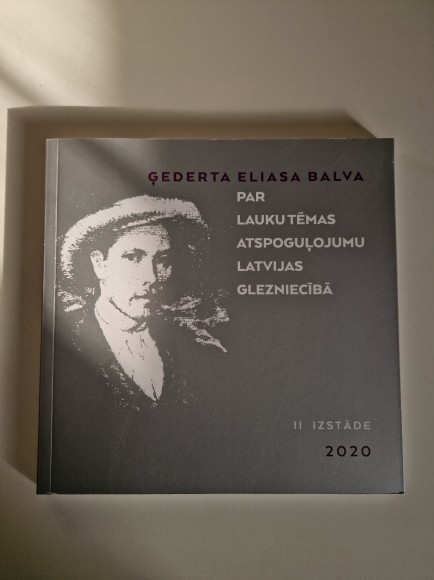 ĢEDERTA ELIASA BALVA
PAR
LAUKU TĒMAS
ATSPOGUĻOJUMU
LATVIJAS
GLEZNIECĪBĀ
II IZSTĀDE
2020